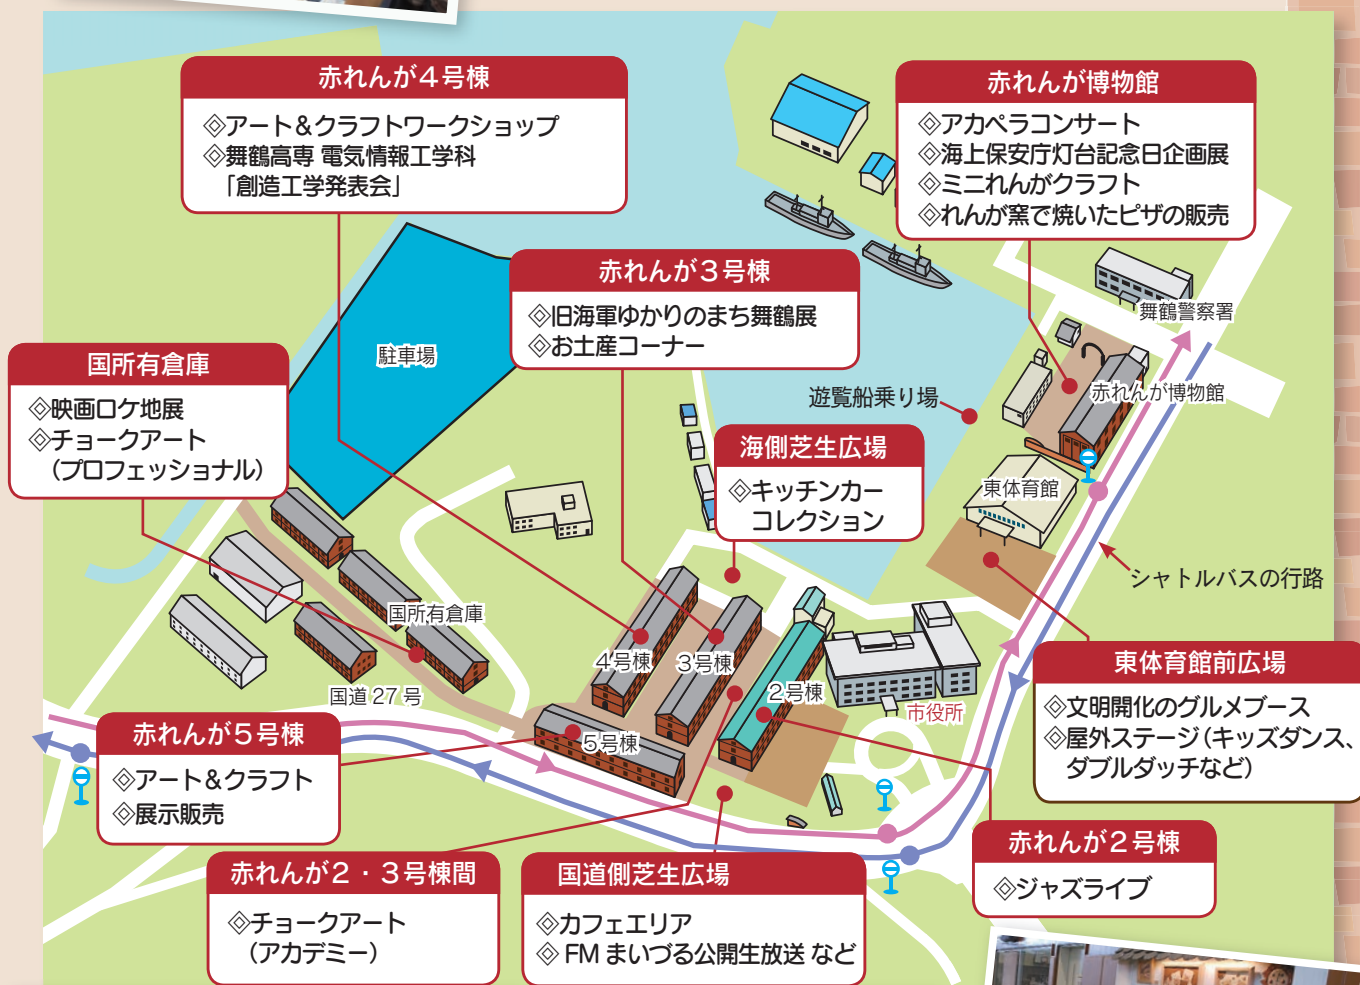 赤れんが4号棟
◎アート＆クラフトワークショップ
◎舞鶴高専 電気情報工学科
「創造工学発表会」
赤れんが博物館
◎アカペラコンサート
◎海上保安庁灯台記念日企画展
◎ミニれんがクラフト
◎れんが窯で焼いたピザの販売
赤れんが3号棟
◎旧海軍ゆかりのまち舞鶴展
◎お土産コーナー
舞鶴警察署
駐車場
国所有倉庫
◎映画ロケ地展
◎チョークアート
（プロフェッショナル）
遊覧船乗り場
赤れんが博物館
海側芝生広場
◎キッチンカー
コレクション
東体育館
シャトルバスの行路
国所有倉庫
4号棟
3号棟
2号棟
国道27号
市役所
東体育館前広場
◎文明開化のグルメブース
◎屋外ステージ（キッズダンス、
ダブルダッチなど）
赤れんが5号棟
◎アート＆クラフト
◎展示販売
5号棟
赤れんが2・3号棟間
◎チョークアート
（アカデミー）
国道側芝生広場
◎カフェエリア
◎FMまいづる公開生放送 など
赤れんが2号棟
◎ジャズライブ